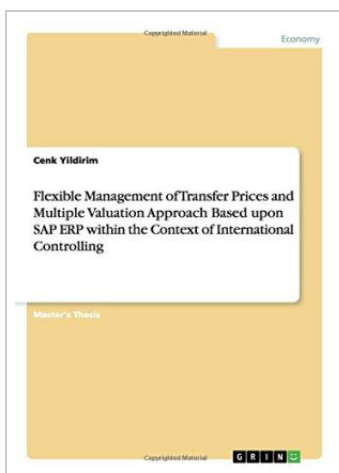 Copyrighted Material
Economy
Cenk Yildirim
Flexible Management of Transfer Prices and
Multiple Valuation Approach Based upon
SAP ERP within the Context of International
Controlling
Master's Thesis
Copyrighted Material
GRIN